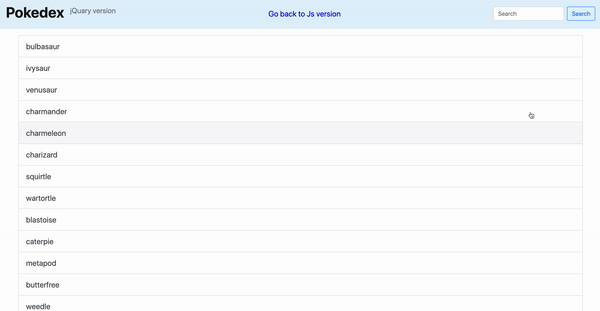 Pokedex jQuary version Go back to Js version Search Search
bulbasaur
ivysaur
venusaur
charmander
charmeleon
charizard
squirtle
wartortle
blastoise
caterpie
metapod
butterfree
weedle